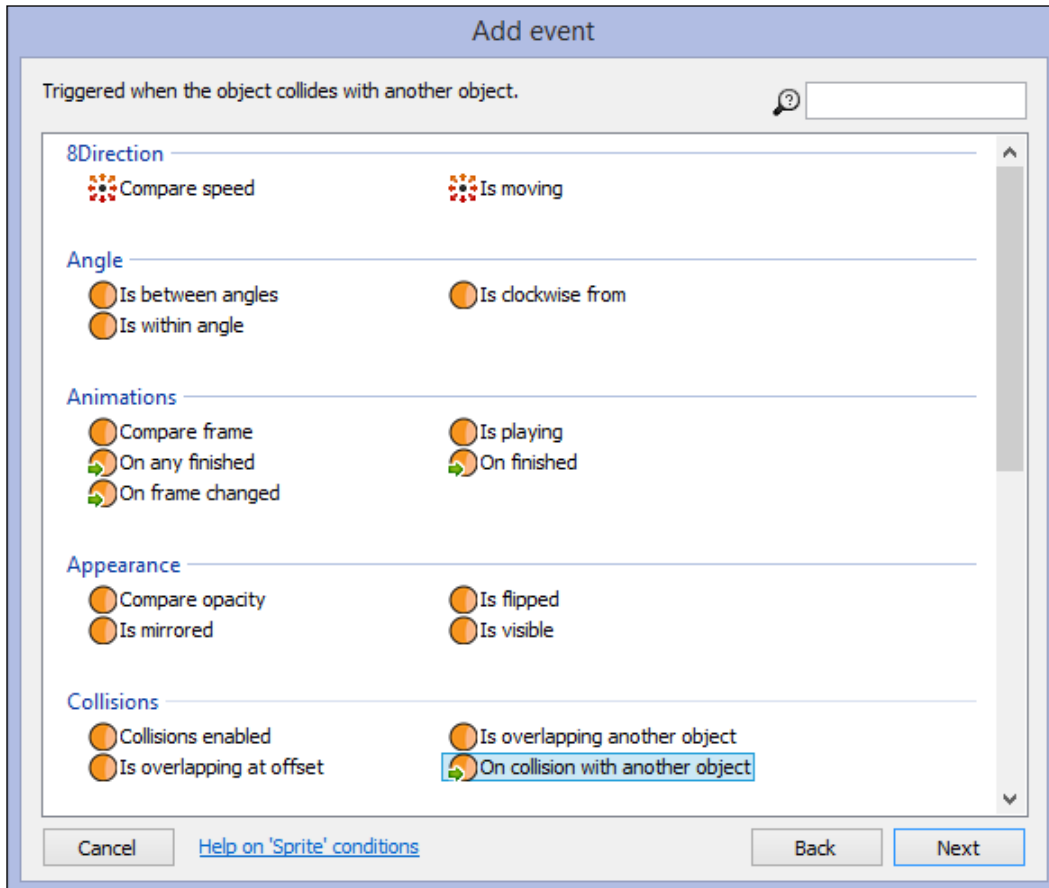 Add event
Triggered when the object collides with another object.
8Direction
Compare speed
Is moving
Angle
Is between angles
Is clockwise from
Is within angle
Animations
Compare frame
Is playing
On any finished
On finished
On frame changed
Appearance
Compare opacity
Is flipped
Is mirrored
Is visible
Collisions
Collisions enabled
Is overlapping another object
Is overlapping at offset
On collision with another object
Cancel
Help on 'Sprite' conditions
Back
Next